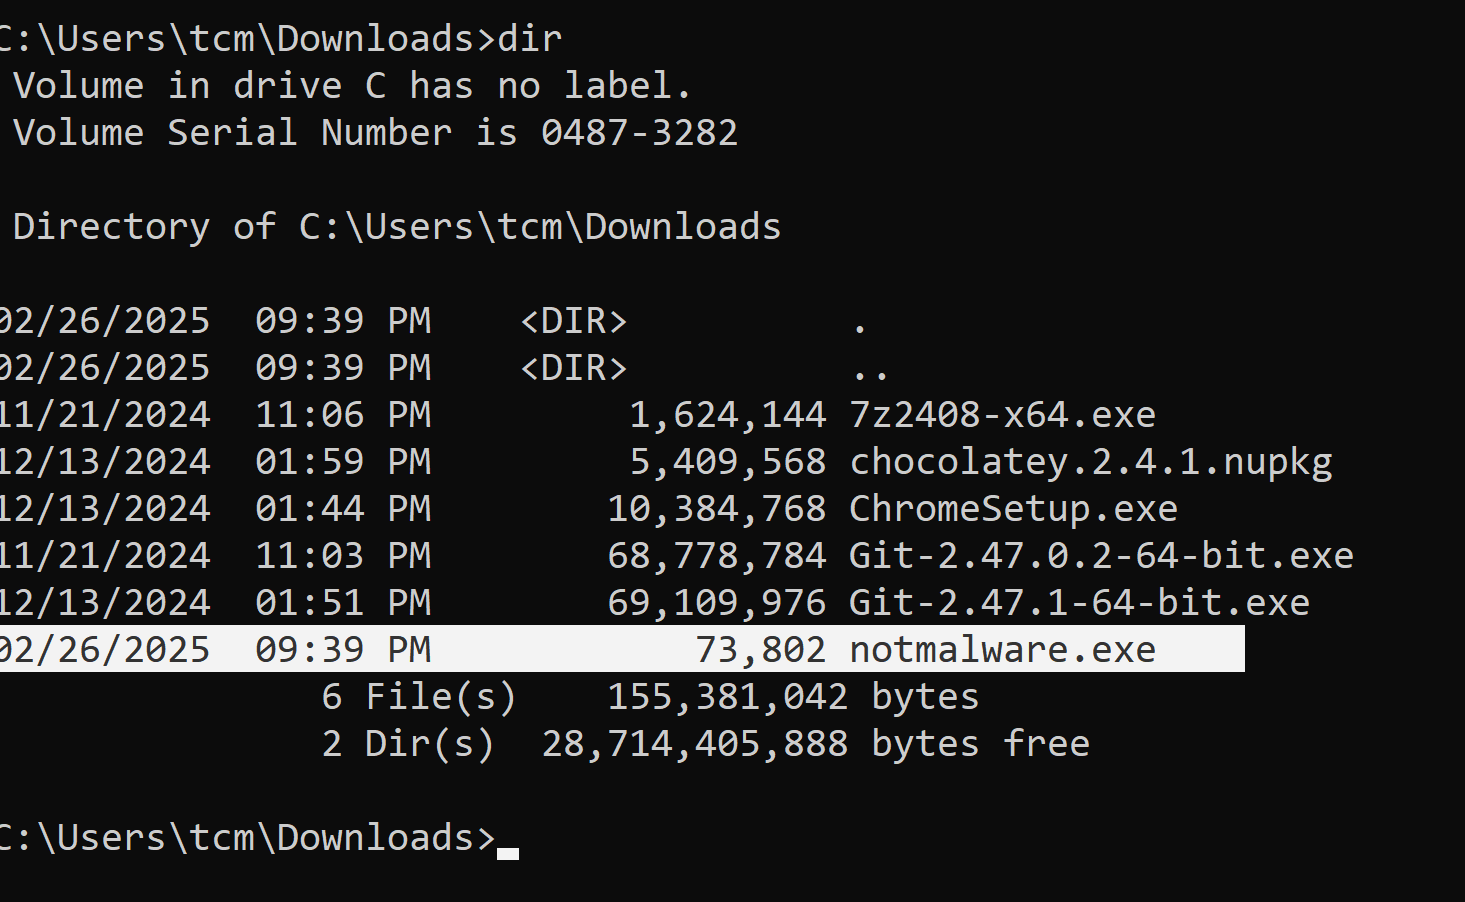 C:\Users\tcm\Downloads>dir
 Volume in drive C has no label.
 Volume Serial Number is 0487-3282

 Directory of C:\Users\tcm\Downloads

02/26/2025  09:39 PM    <DIR>          .
02/26/2025  09:39 PM    <DIR>          ..
11/21/2024  11:06 PM         1,624,144 7z2408-x64.exe
12/13/2024  01:59 PM         5,409,568 chocolatey.2.4.1.nupkg
12/13/2024  01:44 PM        10,384,768 ChromeSetup.exe
11/21/2024  11:03 PM        68,778,784 Git-2.47.0.2-64-bit.exe
12/13/2024  01:51 PM        69,109,976 Git-2.47.1-64-bit.exe
02/26/2025  09:39 PM            73,802 notmalware.exe
               6 File(s)    155,381,042 bytes
               2 Dir(s)  28,714,405,888 bytes free

C:\Users\tcm\Downloads>